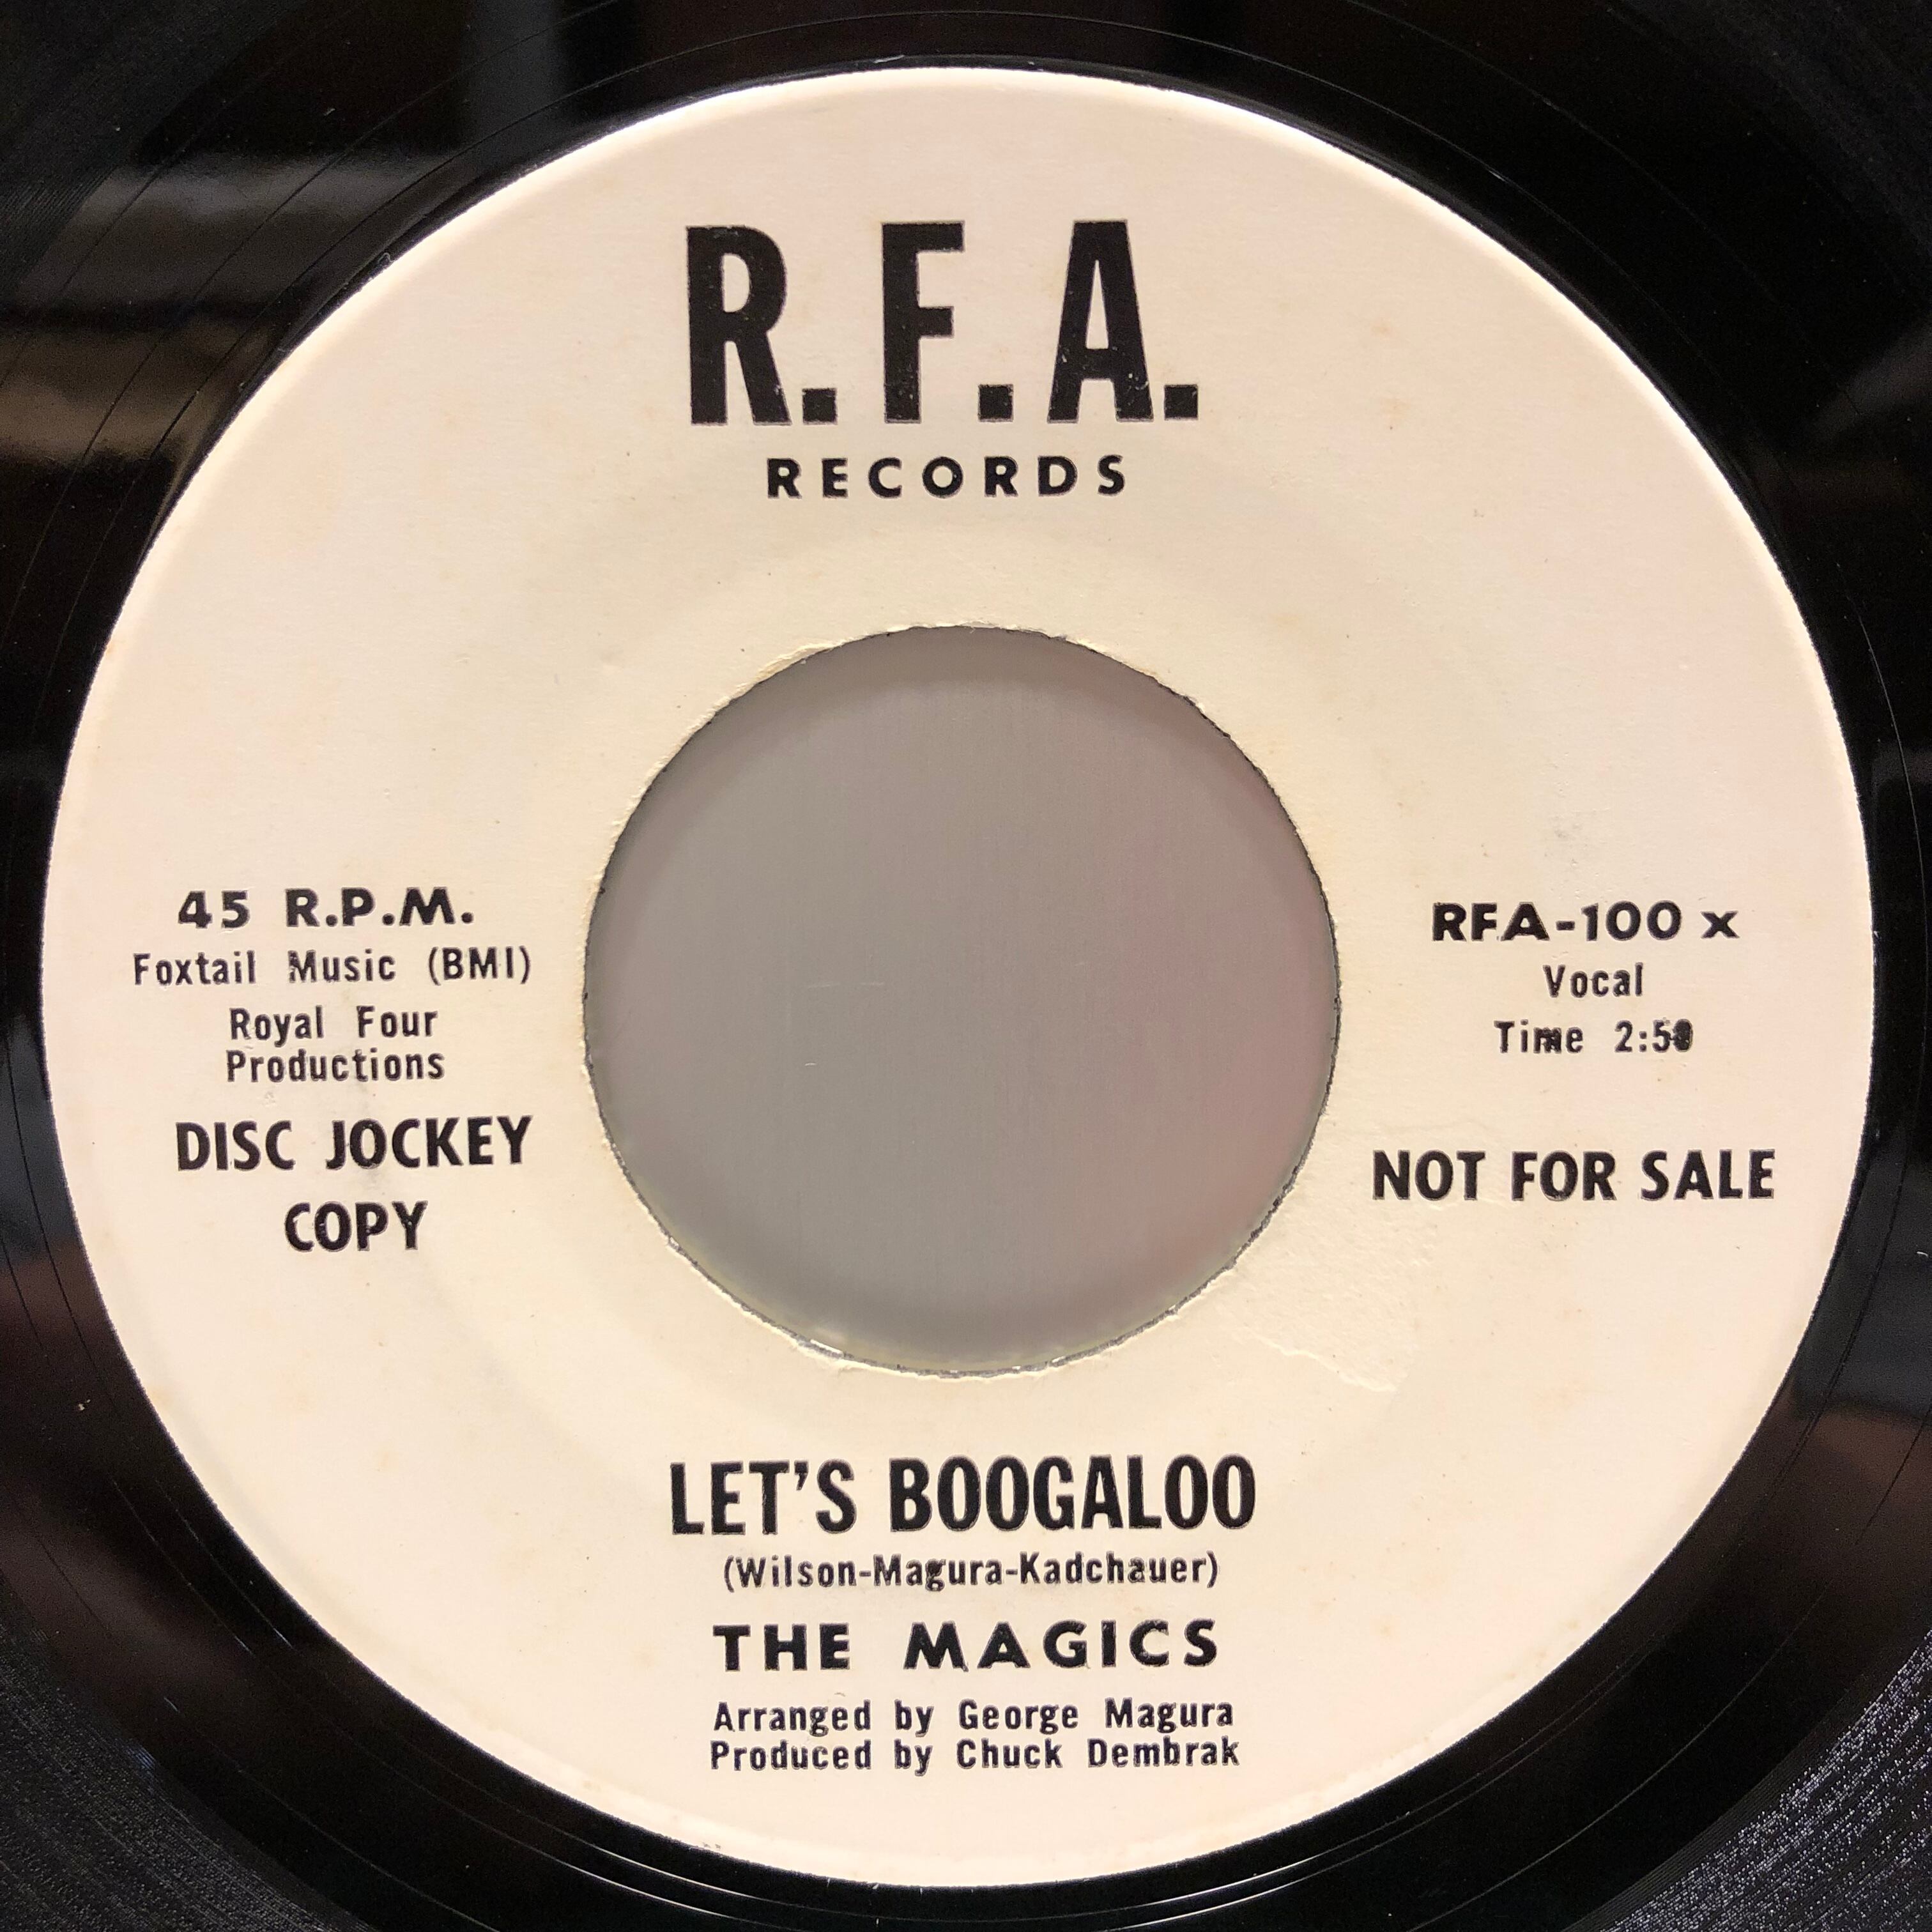 R.F.A.
RECORDS
45 R.P.M.
Foxtail Music (BMI)
Royal Four
Productions
DISC JOCKEY
COPY
RFA-100 x
Vocal
Time
NOT FOR SALE
LET'S BOOGALOO
(Wilson-Magura-Kadchauer)
THE MAGICS
Arranged by George Magura
Produced by Chuck Dembrak